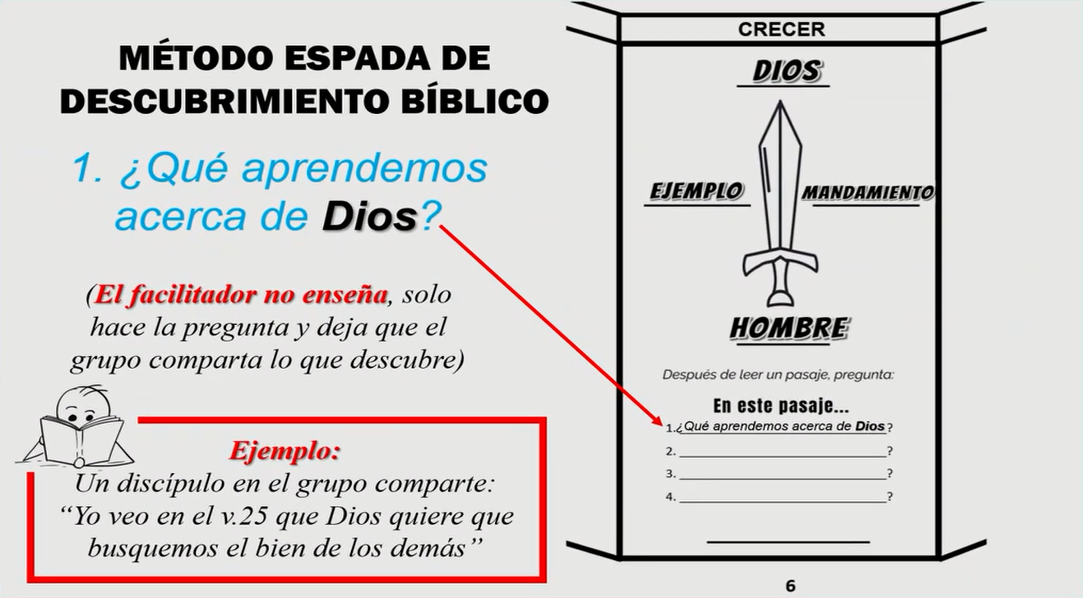 MÉTODO ESPADA DE
DESCUBRIMIENTO BÍBLICO
1. ¿Qué aprendemos
acerca de Dios?
(El facilitador no enseña, solo
hace la pregunta y deja que el
grupo comparta lo que descubre)
Ejemplo:
Un discípulo en el grupo comparte:
“Yo veo en el v.25 que Dios quiere que
busquemos el bien de los demás”
CRECER
DIOS
EJEMPLO
MANDAMIENTO
HOMBRE
Después de leer un pasaje, pregunta:
En este pasaje...
1.¿Qué aprendemos acerca de Dios?
2. ?
3. ?
4. ?
6